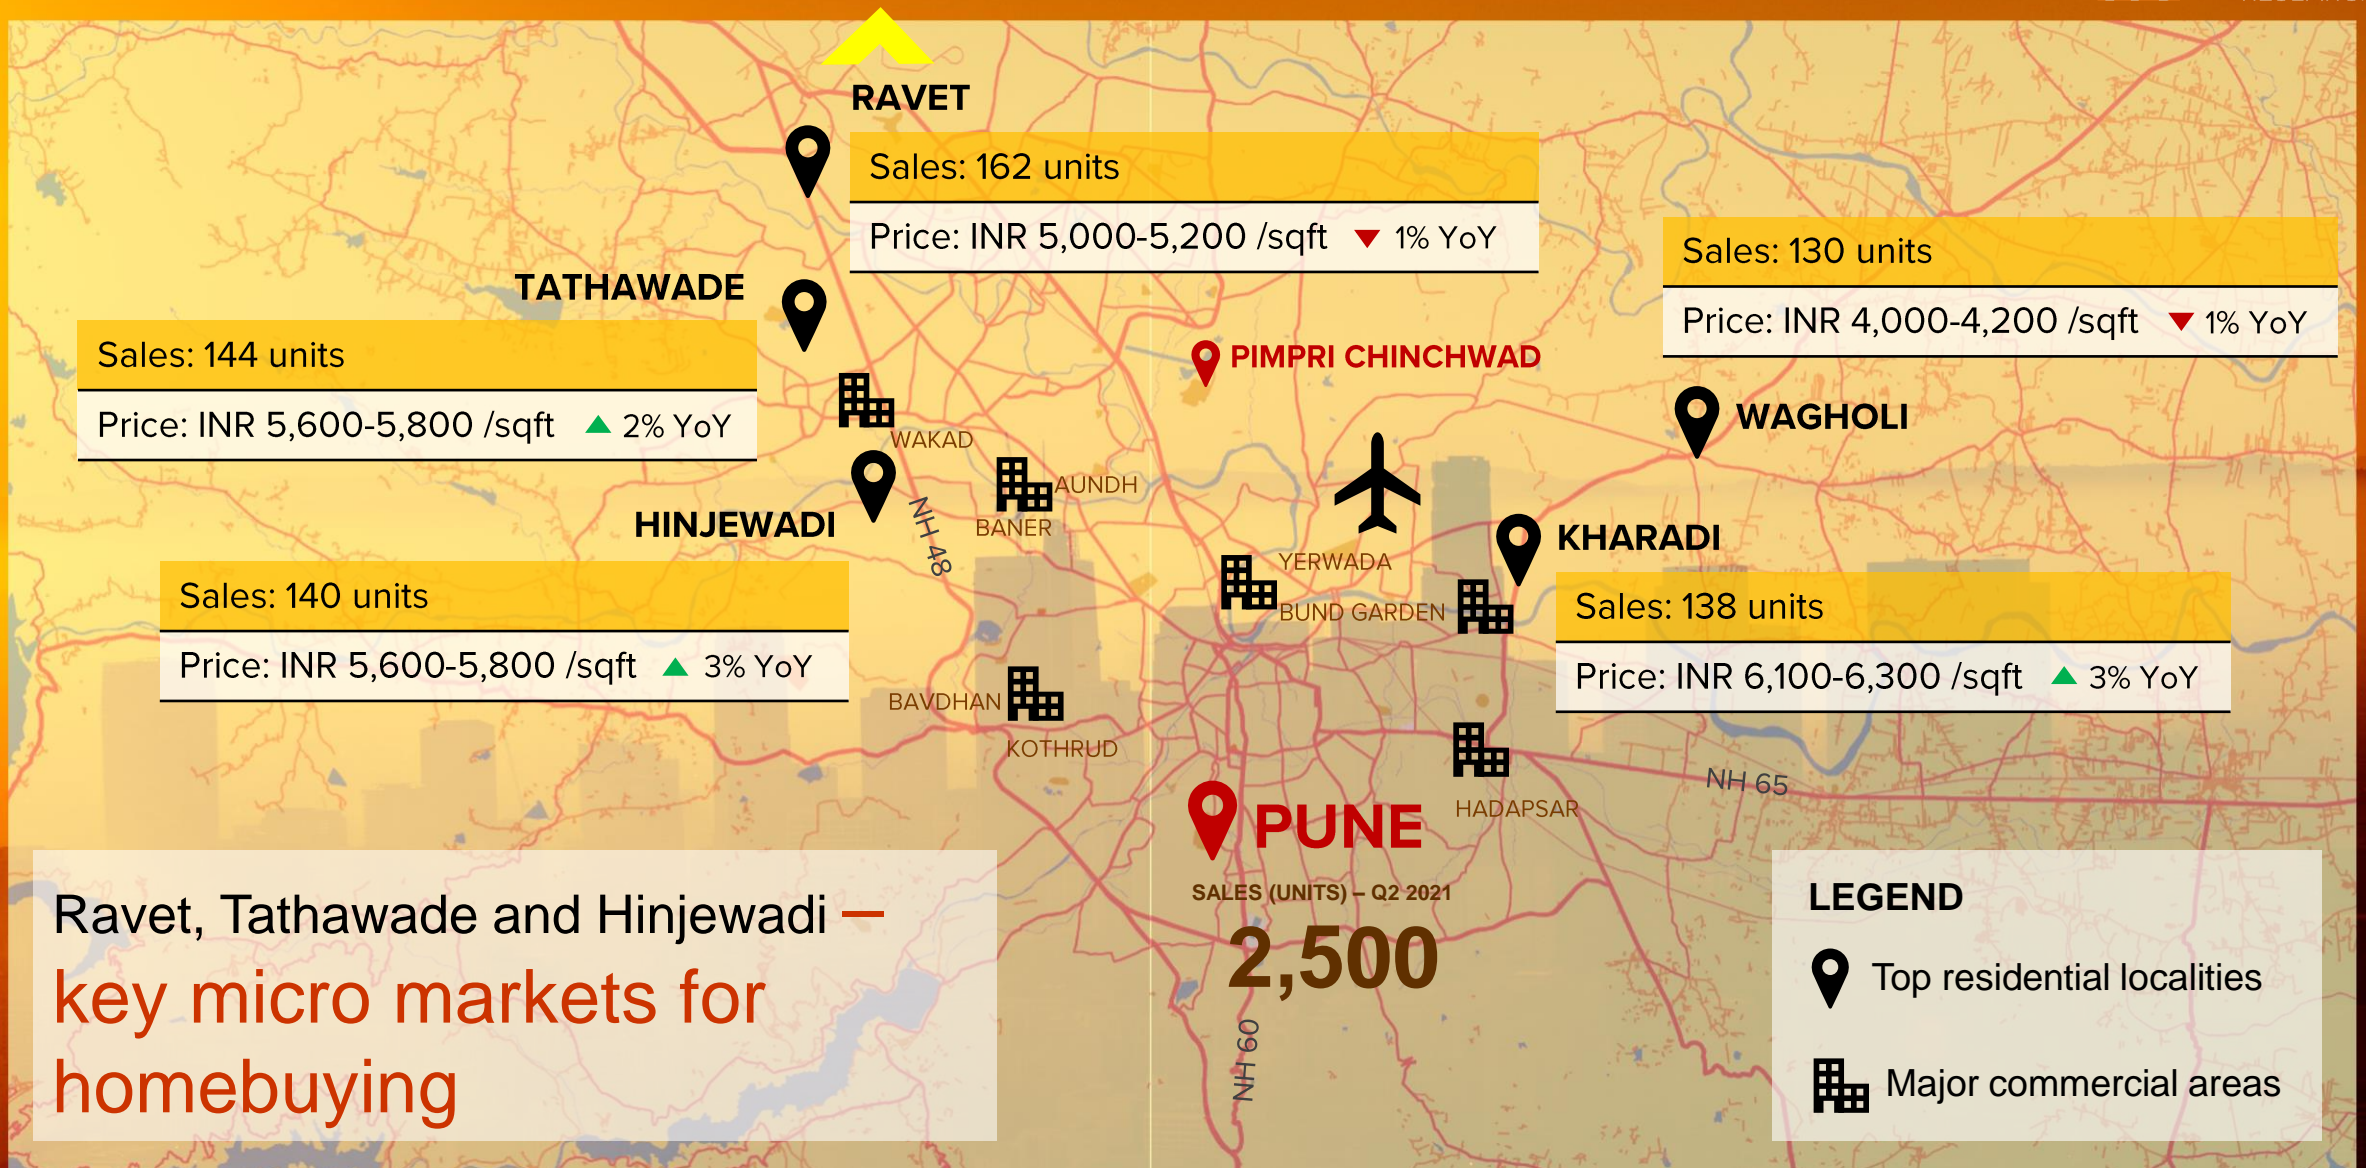 RAVET
Sales: 162 units
Price: INR 5,000-5,200 /sqft 1% YoY
TATHAWADE
Sales: 144 units
Price: INR 5,600-5,800 /sqft 2% YoY
Sales: 130 units
Price: INR 4,000-4,200 /sqft 1% YoY
WAGHOLI
PIMPRI CHINCHWAD
WAKAD
AUNDH
BANER
HINJEWADI
NH 48
Sales: 140 units
Price: INR 5,600-5,800 /sqft 3% YoY
YERWADA
BUND GARDEN
KHARADI
Sales: 138 units
Price: INR 6,100-6,300 /sqft 3% YoY
BAVDHAN
KOTHRUD
HADAPSAR
NH 65
PUNE
SALES (UNITS) – Q2 2021
2,500
NH 60
Ravet, Tathawade and Hinjewadi —
key micro markets for
homebuying
LEGEND
Top residential localities
Major commercial areas